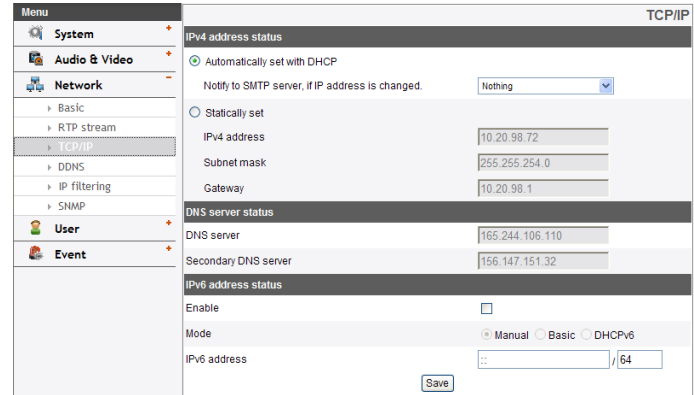 Menu
TCP/IP
System +
Audio & Video +
Network -
Basic
RTP stream
TCP/IP
DDNS
IP filtering
SNMP
User +
Event +
IPv4 address status
Automatically set with DHCP
Notify to SMTP server, if IP address is changed. Nothing
Statically set
IPv4 address 10.20.98.72
Subnet mask 255.255.254.0
Gateway 10.20.98.1
DNS server status
DNS server 165.244.106.110
Secondary DNS server 156.147.151.32
IPv6 address status
Enable
Mode Manual Basic DHCPv6
IPv6 address :: / 64
Save